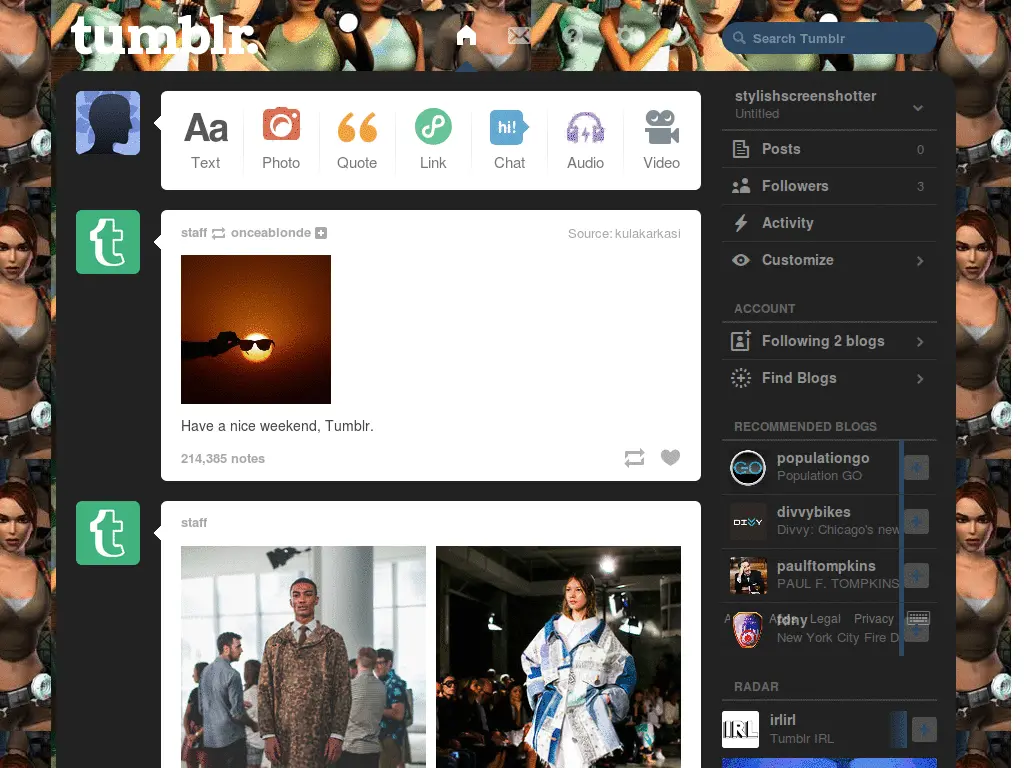 tumblr.
Search Tumblr
Aa
hi!
Text
Photo
Quote
Link
Chat
Audio
Video
stylishscreenshotter
Untitled
Posts 0
Followers 3
Activity
Customize
ACCOUNT
Following 2 blogs
Find Blogs
RECOMMENDED BLOGS
GO
populationgo
Population GO
DIVVY
divvybikes
Divvy: Chicago's new
paulftompkins
PAUL F. TOMPKINS
fdny
Legal Privacy
New York City Fire D
RADAR
IRL
irlirl
Tumblr IRL
t
staff onceablonde
Source: kulakarkasi
Have a nice weekend, Tumblr.
214,385 notes
t
staff